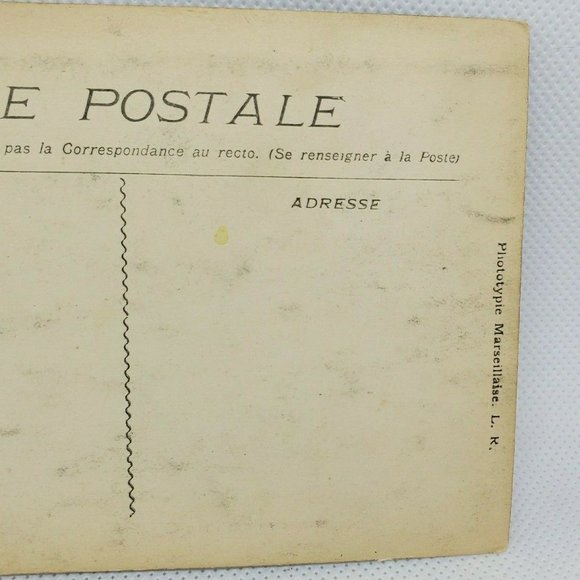 E POSTALE
pas la Correspondance au recto. (Se renseigner à la Poste)
ADRESSE
Phototypie Marseillaise. L. R.